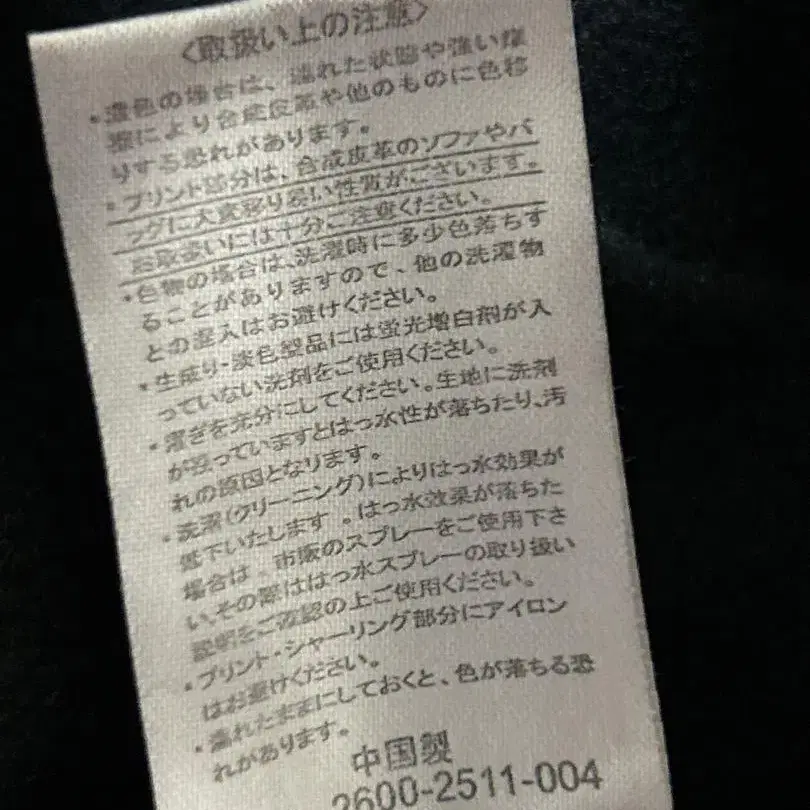 〈取扱い上の注意〉
・濃色の場合は、濡れた状態や強い摩
擦により合成皮革や他のものに色移
りする恐れがあります。
・プリント部分は、合成皮革のソファやバ
ッグに大変移り易い性質がございます。
お取扱いには十分ご注意ください。
・色物の場合は、洗濯時に多少色落ちす
ることがありますので、他の洗濯物
との混入はお避けください。
・生成り・淡色製品には蛍光増白剤が入
っていない洗剤をご使用ください。
・濯ぎを充分にしてください。生地に洗剤
が残っていますとはっ水性が落ちたり、汚
れの原因となります。
・洗濯(クリーニング)によりはっ水効果が
低下いたします。はっ水効果が落ちた
場合は、市販のスプレーをご使用下さ
い、その際ははっ水スプレーの取り扱い
説明をご確認の上ご使用ください。
・プリント・シャーリング部分にアイロン
はお避けください。
・濡れたままにしておくと、色が落ちる恐
れがあります。
中国製
2600-2511-004